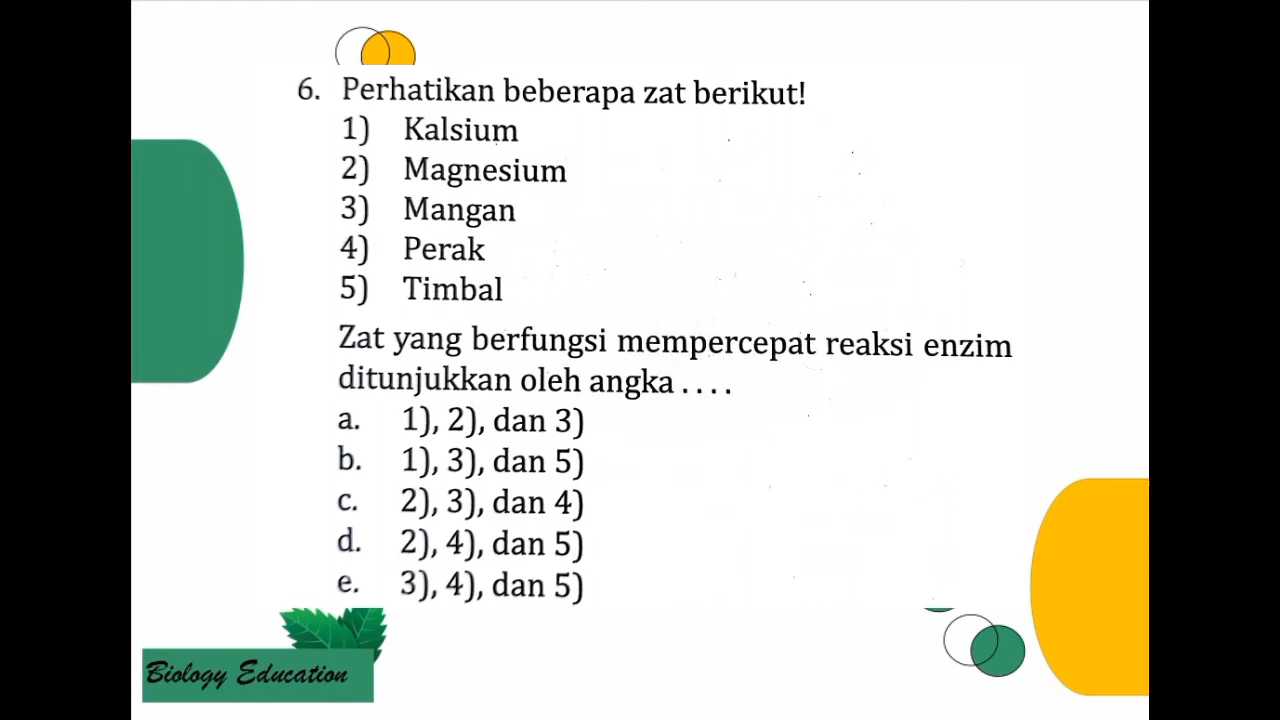 6. Perhatikan beberapa zat berikut!
1) Kalsium
2) Magnesium
3) Mangan
4) Perak
5) Timbal
Zat yang berfungsi mempercepat reaksi enzim
ditunjukkan oleh angka . . . .
a. 1), 2), dan 3)
b. 1), 3), dan 5)
c. 2), 3), dan 4)
d. 2), 4), dan 5)
e. 3), 4), dan 5)
Biology Education